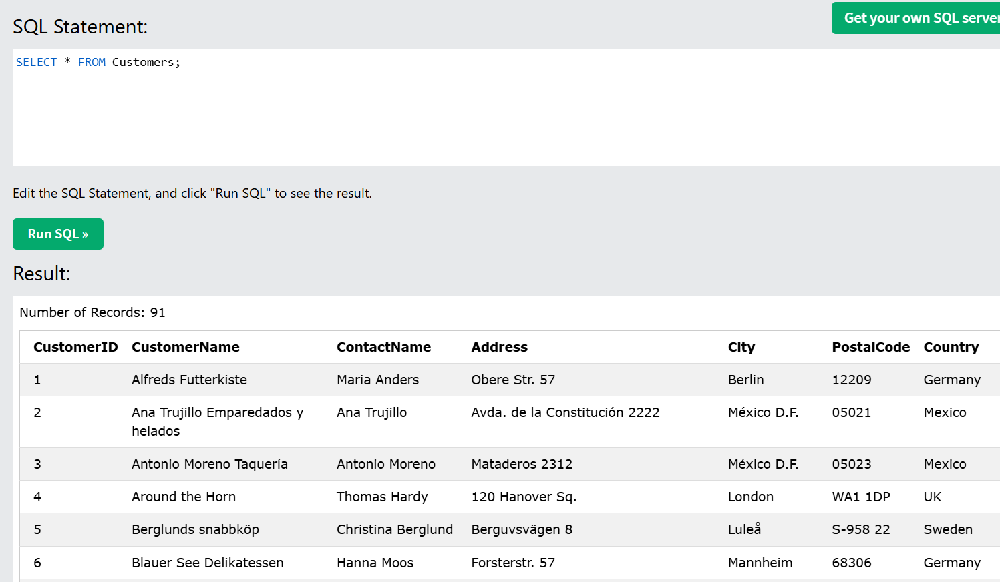 SQL Statement:
Get your own SQL server
SELECT * FROM Customers;
Edit the SQL Statement, and click "Run SQL" to see the result.
Run SQL »
Result:
Number of Records: 91
CustomerID CustomerName ContactName Address City PostalCode Country
1 Alfreds Futterkiste Maria Anders Obere Str. 57 Berlin 12209 Germany
2 Ana Trujillo Emparedados y helados Ana Trujillo Avda. de la Constitución 2222 México D.F. 05021 Mexico
3 Antonio Moreno Taquería Antonio Moreno Mataderos 2312 México D.F. 05023 Mexico
4 Around the Horn Thomas Hardy 120 Hanover Sq. London WA1 1DP UK
5 Berglunds snabbköp Christina Berglund Berguvsvägen 8 Luleå S-958 22 Sweden
6 Blauer See Delikatessen Hanna Moos Forsterstr. 57 Mannheim 68306 Germany